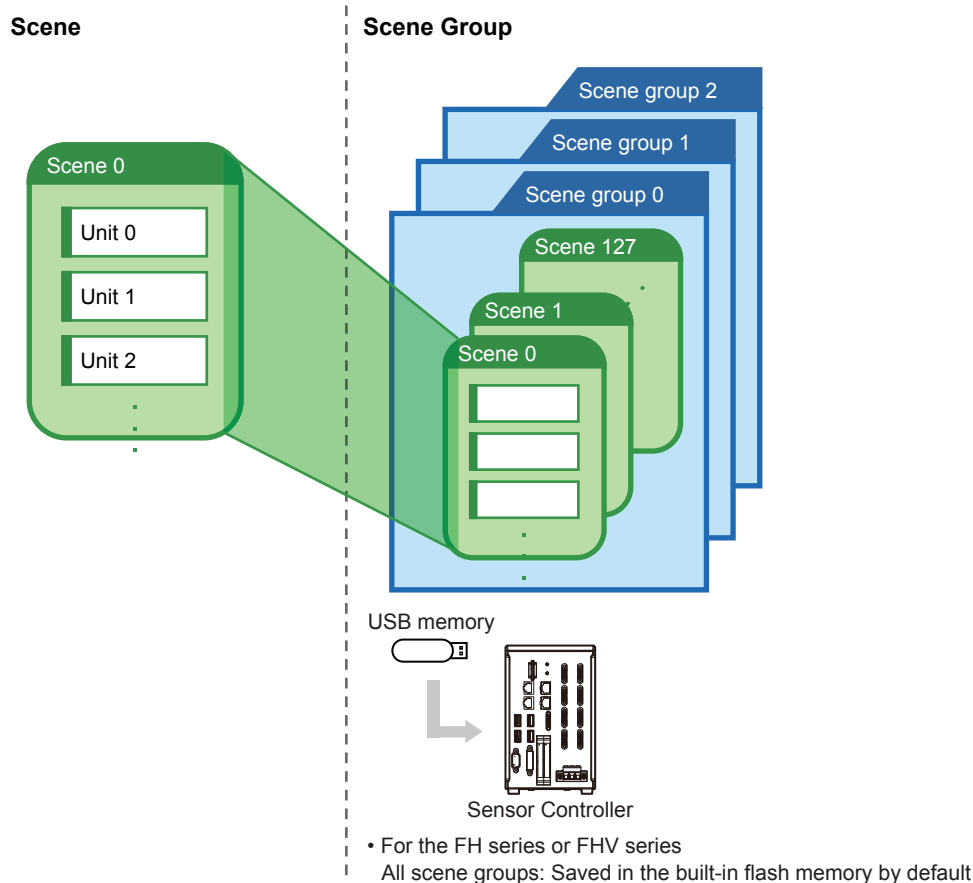 Scene
Scene Group
Scene 0
Unit 0
Unit 1
Unit 2
Scene group 2
Scene group 1
Scene group 0
Scene 127
Scene 1
Scene 0
USB memory
Sensor Controller
• For the FH series or FHV series
All scene groups: Saved in the built-in flash memory by default